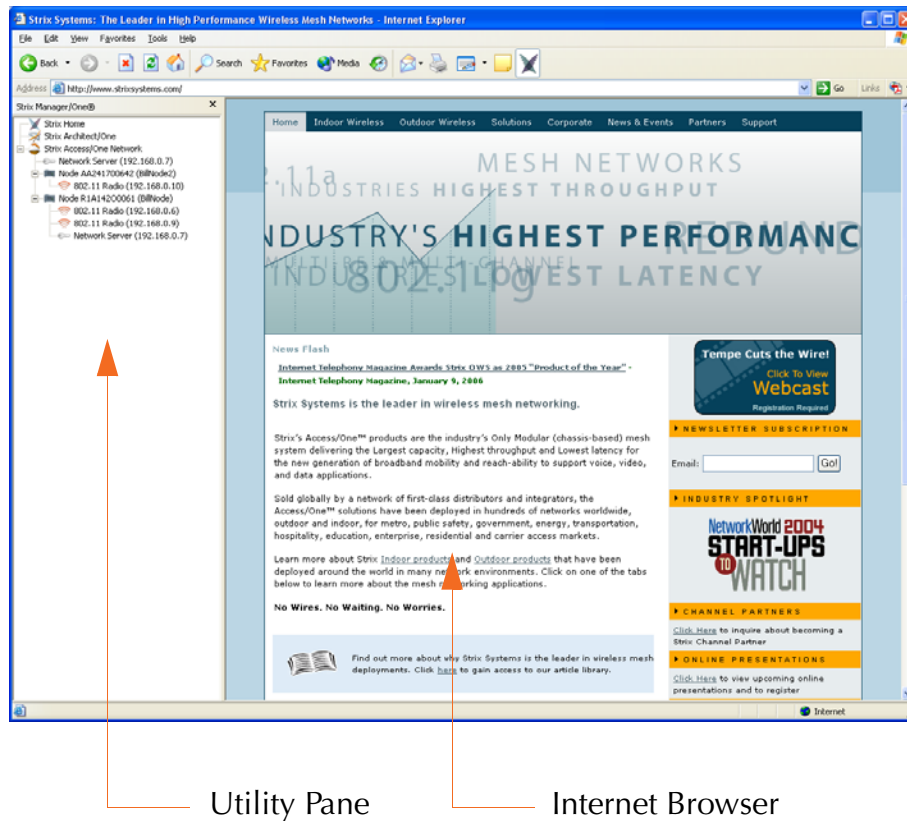 Strix Systems: The Leader in High Performance Wireless Mesh Networks - Internet Explorer
File Edit View Favorites Tools Help
Back Search Favorites Media
Address http://www.strixsystems.com/ Go Links
Strix Manager/One®
Strix Home
Strix Architect/One
Strix Access/One Network
Network Server (192.168.0.7)
Node AA241700642 (BillNode2)
802.11 Radio (192.168.0.10)
Node R1A14200061 (BillNode)
802.11 Radio (192.168.0.6)
802.11 Radio (192.168.0.9)
Network Server (192.168.0.7)
Home Indoor Wireless Outdoor Wireless Solutions Corporate News & Events Partners Support
MESH NETWORKS
2.11a
INDUSTRIES HIGHEST THROUGHPUT
REDUND
INDUSTRY'S HIGHEST PERFORMANC
MULTI-RF & MULTI-CHANNEL
INDUSTRIES LOWEST LATENCY
802.11g
News Flash
Internet Telephony Magazine Awards Strix OWS as 2005 "Product of the Year" -
Internet Telephony Magazine, January 9, 2006
Strix Systems is the leader in wireless mesh networking.
Strix's Access/One™ products are the industry's Only Modular (chassis-based) mesh
system delivering the Largest capacity, Highest throughput and Lowest latency for
the new generation of broadband mobility and reach-ability to support voice, video,
and data applications.
Sold globally by a network of first-class distributors and integrators, the
Access/One™ solutions have been deployed in hundreds of networks worldwide,
outdoor and indoor, for metro, public safety, government, energy, transportation,
hospitality, education, enterprise, residential and carrier access markets.
Learn more about Strix Indoor products and Outdoor products that have been
deployed around the world in many network environments. Click on one of the tabs
below to learn more about the mesh networking applications.
No Wires. No Waiting. No Worries.
Find out more about why Strix Systems is the leader in wireless mesh
deployments. Click here to gain access to our article library.
Tempe Cuts the Wire!
Click To View
Webcast
Registration Required
NEWSLETTER SUBSCRIPTION
Email: Go!
INDUSTRY SPOTLIGHT
NetworkWorld 2004
START-UPS
TO WATCH
CHANNEL PARTNERS
Click Here to inquire about becoming a
Strix Channel Partner
ONLINE PRESENTATIONS
Click Here to view upcoming online
presentations and to register
Internet
Utility Pane
Internet Browser